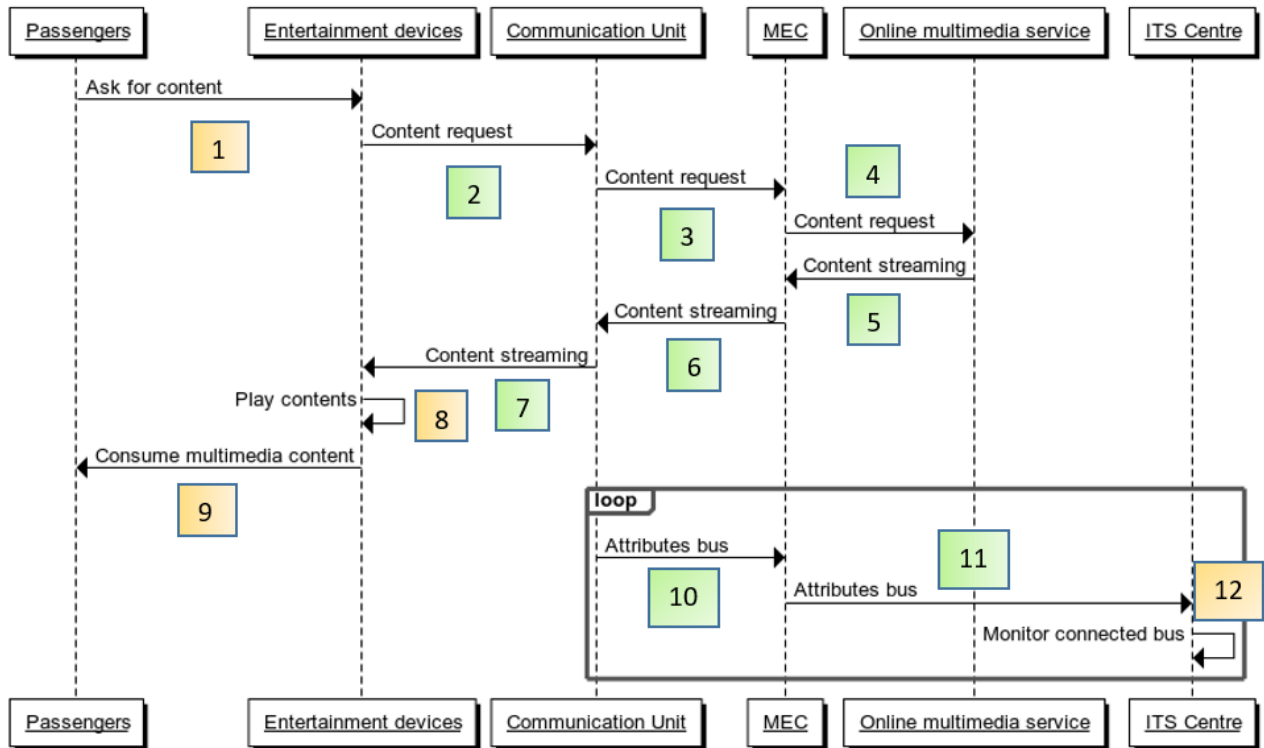 Passengers
Entertainment devices
Communication Unit
MEC
Online multimedia service
ITS Centre
Ask for content
1
Content request
2
Content request
3
4
Content request
Content streaming
5
Content streaming
6
Content streaming
7
Play contents
8
Consume multimedia content
9
loop
Attributes bus
10
11
Attributes bus
12
Monitor connected bus
Passengers
Entertainment devices
Communication Unit
MEC
Online multimedia service
ITS Centre